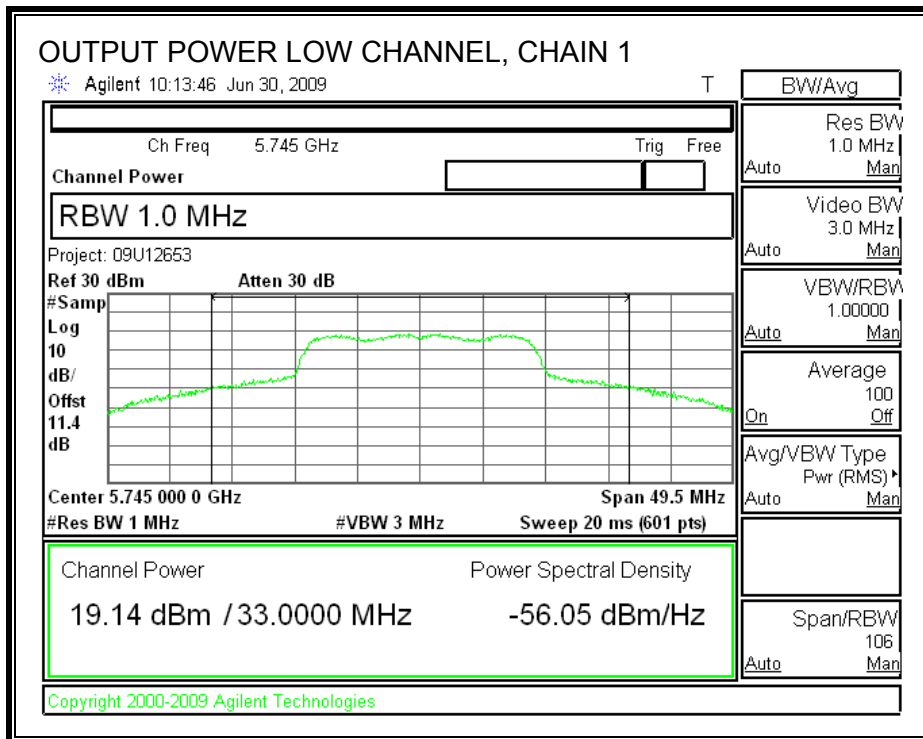 OUTPUT POWER LOW CHANNEL, CHAIN 1
Agilent 10:13:46 Jun 30, 2009 T
Ch Freq 5.745 GHz Trig Free
Channel Power
RBW 1.0 MHz
Project: 09U12653
Ref 30 dBm Atten 30 dB
#Samp
Log
10
dB/
Offst
11.4
dB
Center 5.745 000 0 GHz Span 49.5 MHz
#Res BW 1 MHz #VBW 3 MHz Sweep 20 ms (601 pts)
Channel Power Power Spectral Density
19.14 dBm / 33.0000 MHz -56.05 dBm/Hz
Copyright 2000-2009 Agilent Technologies
BW/Avg
Res BW
1.0 MHz
Auto Man
Video BW
3.0 MHz
Auto Man
VBW/RBW
1.00000
Auto Man
Average
100
On Off
Avg/VBW Type
Pwr (RMS)
Auto Man
Span/RBW
106
Auto Man